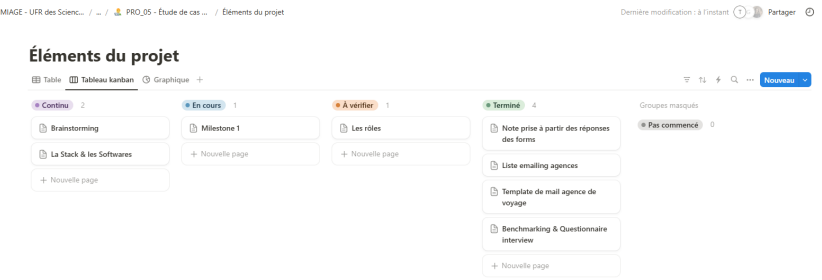 MIAGE - UFR des Scienc... / ... / PRO_05 - Étude de cas ... / Éléments du projet
Dernière modification : à l'instant
Partager
Éléments du projet
Table Tableau kanban Graphique +
Nouveau
Continu 2
Brainstorming
La Stack & les Softwares
+ Nouvelle page
En cours 1
Milestone 1
+ Nouvelle page
À vérifier 1
Les rôles
+ Nouvelle page
Terminé 4
Note prise à partir des réponses
des forms
Liste emailing agences
Template de mail agence de
voyage
Benchmarking & Questionnaire
interview
+ Nouvelle page
Groupes masqués
Pas commencé 0